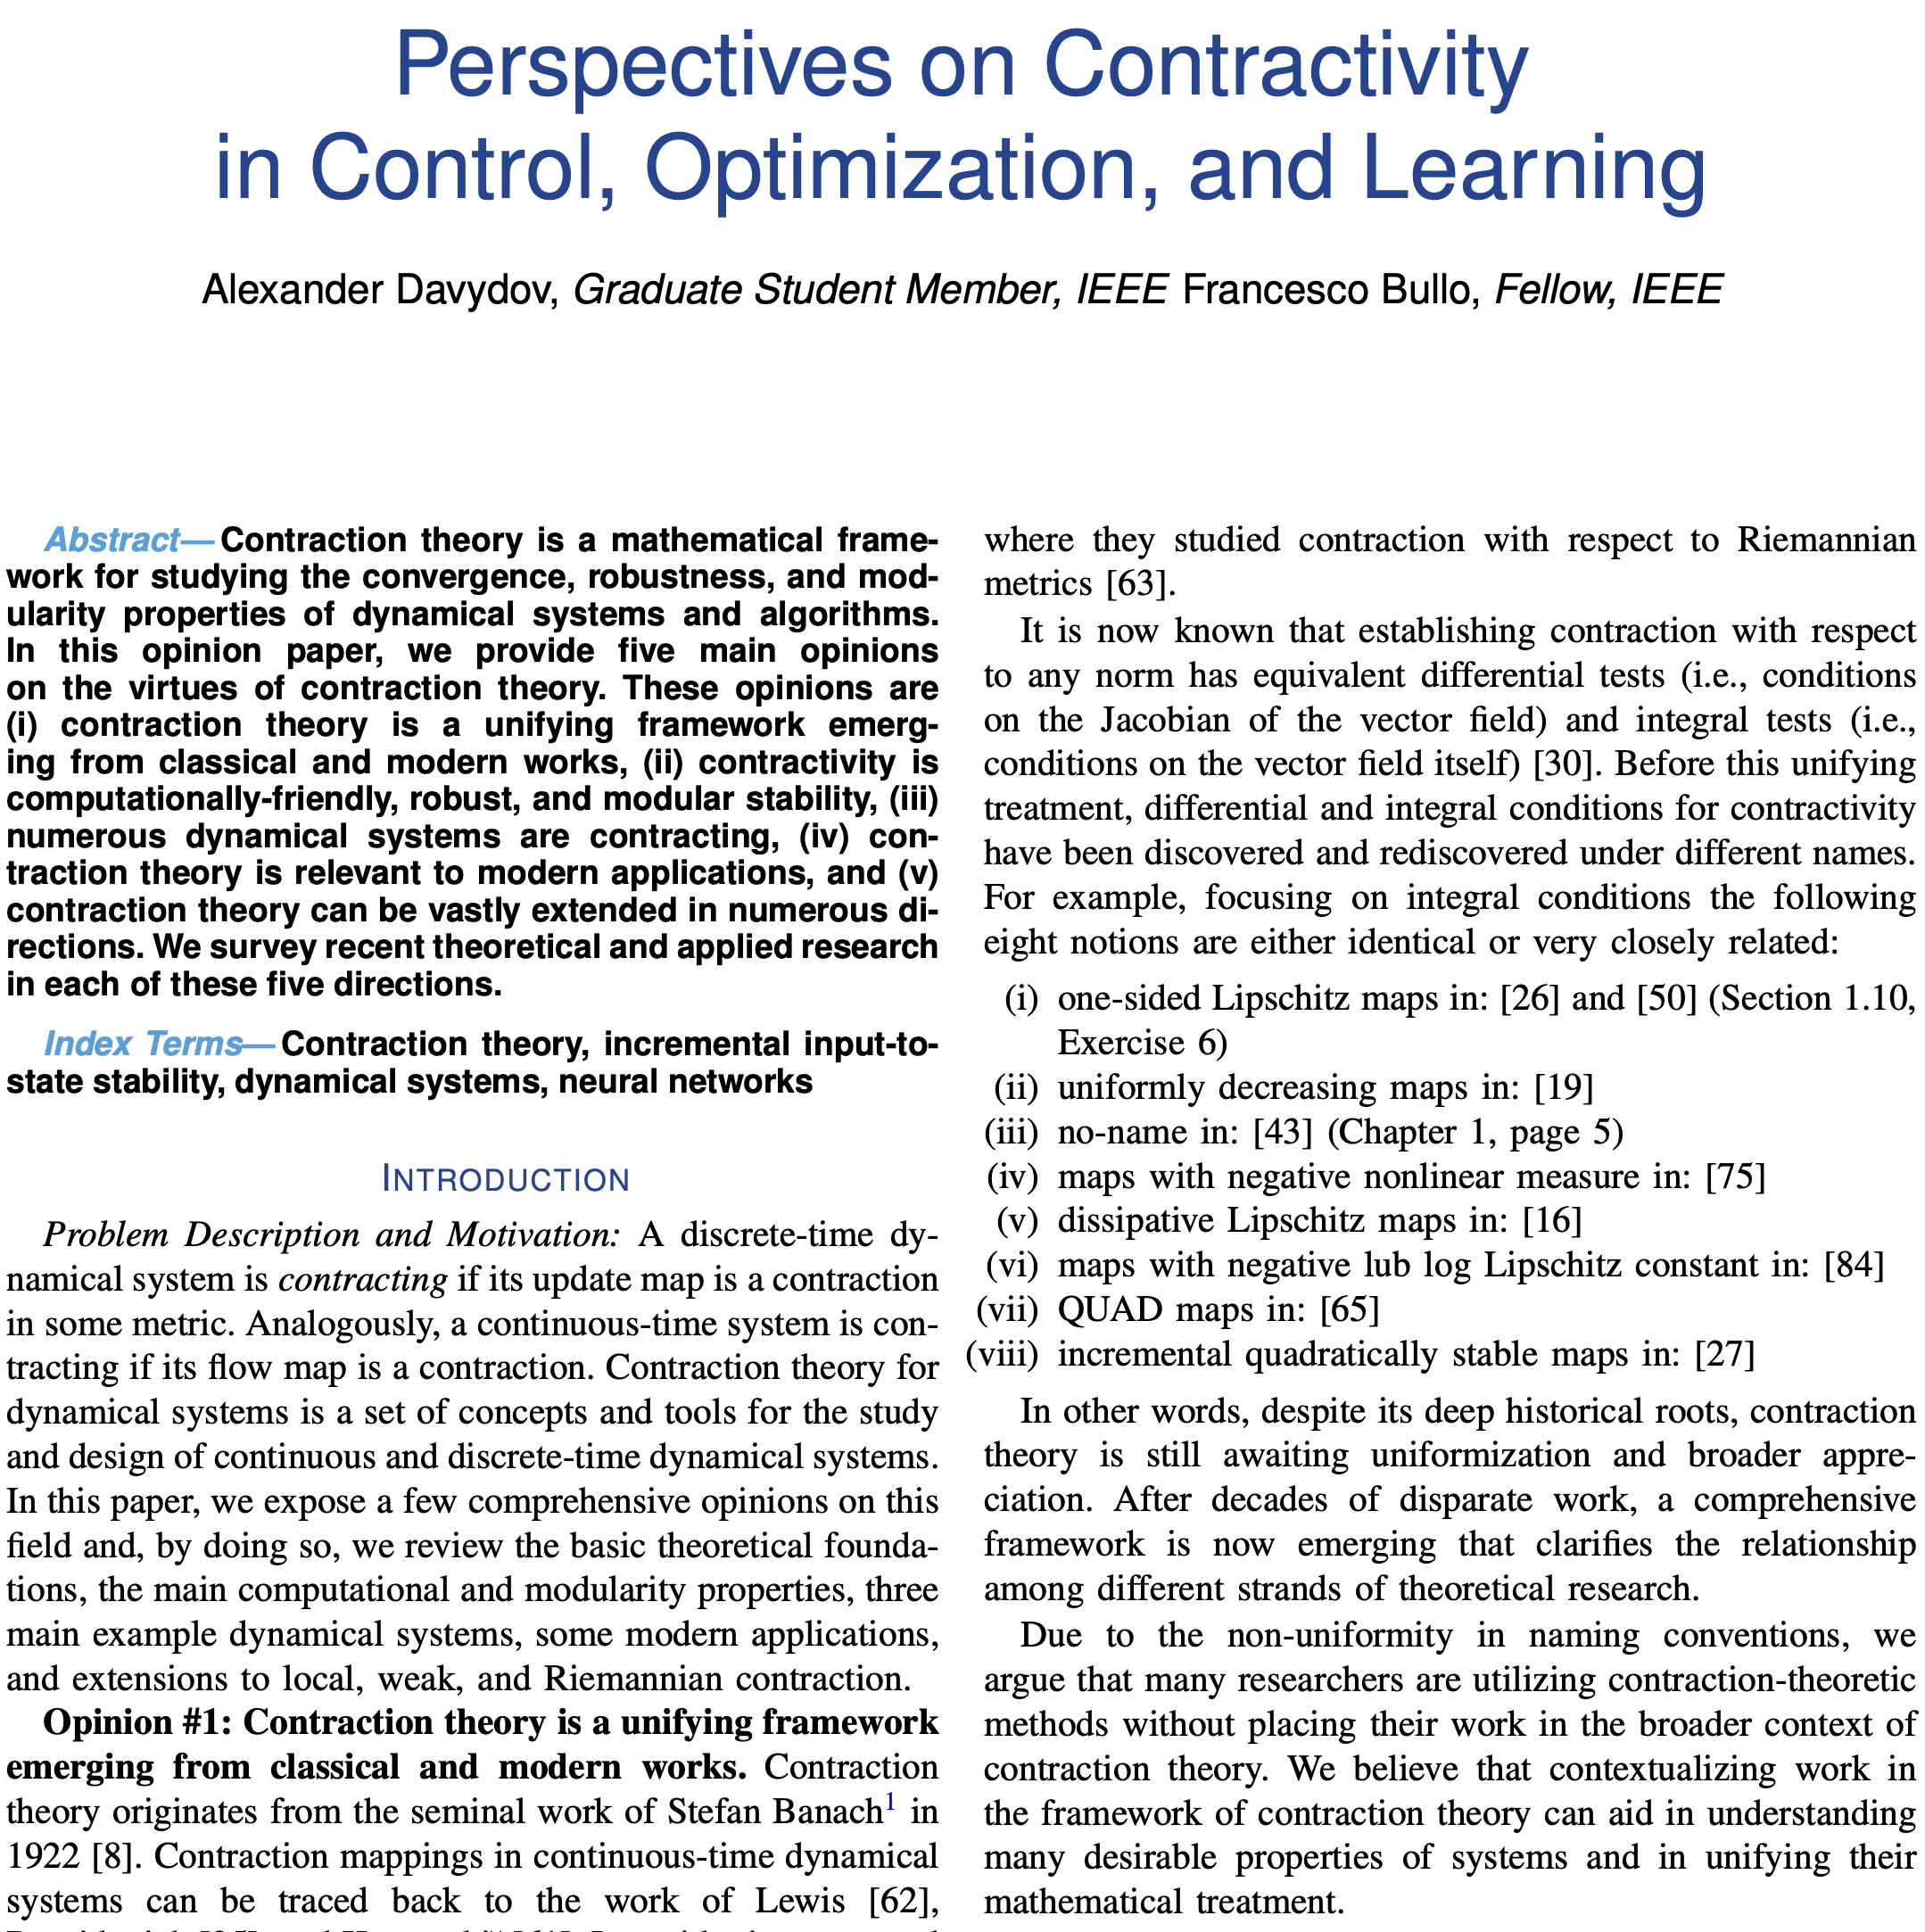 Perspectives on Contractivity
in Control, Optimization, and Learning
Alexander Davydov, Graduate Student Member, IEEE Francesco Bullo, Fellow, IEEE
Abstract—Contraction theory is a mathematical frame-
work for studying the convergence, robustness, and mod-
ularity properties of dynamical systems and algorithms.
In this opinion paper, we provide five main opinions
on the virtues of contraction theory. These opinions are
(i) contraction theory is a unifying framework emerg-
ing from classical and modern works, (ii) contractivity is
computationally-friendly, robust, and modular stability, (iii)
numerous dynamical systems are contracting, (iv) con-
traction theory is relevant to modern applications, and (v)
contraction theory can be vastly extended in numerous di-
rections. We survey recent theoretical and applied research
in each of these five directions.
Index Terms—Contraction theory, incremental input-to-
state stability, dynamical systems, neural networks
INTRODUCTION
Problem Description and Motivation: A discrete-time dy-
namical system is contracting if its update map is a contraction
in some metric. Analogously, a continuous-time system is con-
tracting if its flow map is a contraction. Contraction theory for
dynamical systems is a set of concepts and tools for the study
and design of continuous and discrete-time dynamical systems.
In this paper, we expose a few comprehensive opinions on this
field and, by doing so, we review the basic theoretical founda-
tions, the main computational and modularity properties, three
main example dynamical systems, some modern applications,
and extensions to local, weak, and Riemannian contraction.
Opinion #1: Contraction theory is a unifying framework
emerging from classical and modern works. Contraction
theory originates from the seminal work of Stefan Banach1 in
1922 [8]. Contraction mappings in continuous-time dynamical
systems can be traced back to the work of Lewis [62],
where they studied contraction with respect to Riemannian
metrics [63].
It is now known that establishing contraction with respect
to any norm has equivalent differential tests (i.e., conditions
on the Jacobian of the vector field) and integral tests (i.e.,
conditions on the vector field itself) [30]. Before this unifying
treatment, differential and integral conditions for contractivity
have been discovered and rediscovered under different names.
For example, focusing on integral conditions the following
eight notions are either identical or very closely related:
(i) one-sided Lipschitz maps in: [26] and [50] (Section 1.10,
Exercise 6)
(ii) uniformly decreasing maps in: [19]
(iii) no-name in: [43] (Chapter 1, page 5)
(iv) maps with negative nonlinear measure in: [75]
(v) dissipative Lipschitz maps in: [16]
(vi) maps with negative lub log Lipschitz constant in: [84]
(vii) QUAD maps in: [65]
(viii) incremental quadratically stable maps in: [27]
In other words, despite its deep historical roots, contraction
theory is still awaiting uniformization and broader appre-
ciation. After decades of disparate work, a comprehensive
framework is now emerging that clarifies the relationship
among different strands of theoretical research.
Due to the non-uniformity in naming conventions, we
argue that many researchers are utilizing contraction-theoretic
methods without placing their work in the broader context of
contraction theory. We believe that contextualizing work in
the framework of contraction theory can aid in understanding
many desirable properties of systems and in unifying their
mathematical treatment.